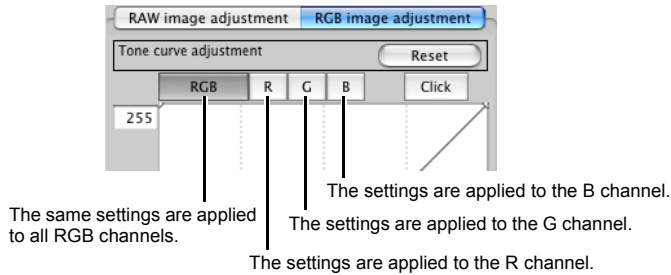 RAW image adjustment RGB image adjustment
Tone curve adjustment Reset
RGB R G B Click
255
The settings are applied to the B channel.
The same settings are applied
to all RGB channels.
The settings are applied to the G channel.
The settings are applied to the R channel.